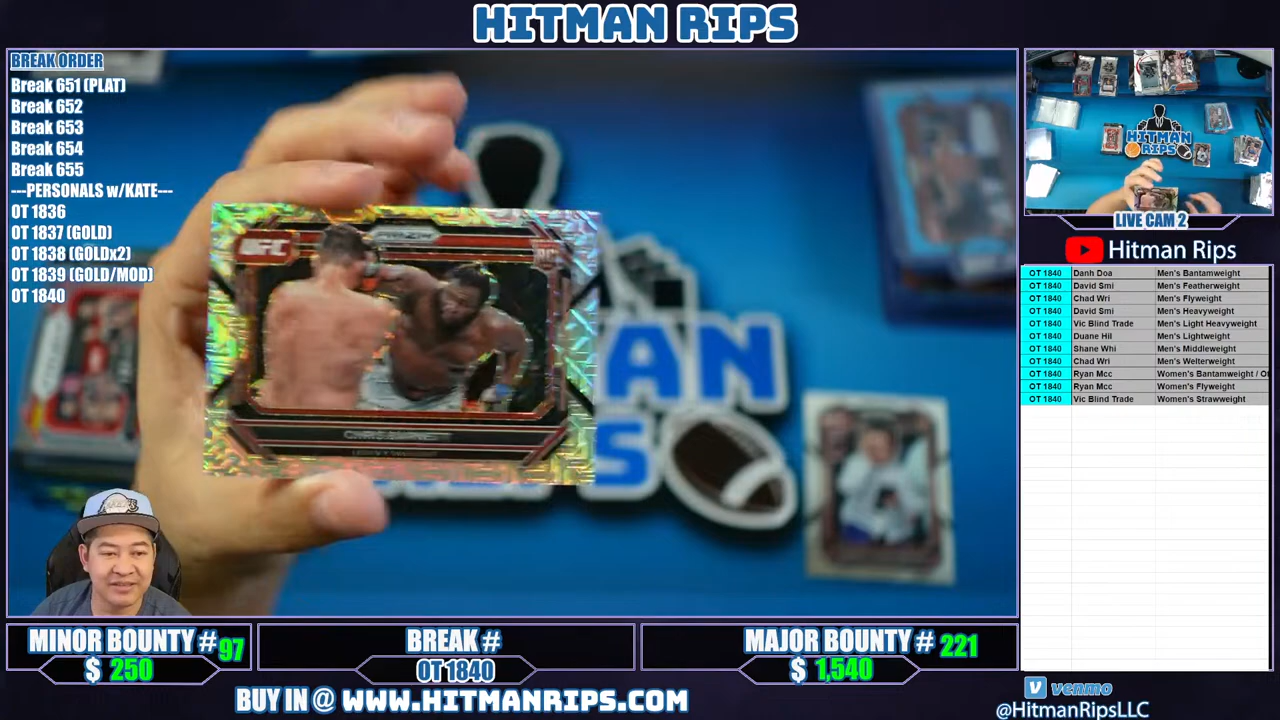 HITMAN RIPS
BREAK ORDER
Break 651 (PLAT)
Break 652
Break 653
Break 654
Break 655
---PERSONALS w/KATE---
OT 1836
OT 1837 (GOLD)
OT 1838 (GOLDx2)
OT 1839 (GOLD/MOD)
OT 1840
UFC
PRIZM
RC
AN
S
HITMAN
RIPS
LIVE CAM 2
Hitman Rips
OT 1840 Danh Doa Men's Bantamweight
OT 1840 David Smi Men's Featherweight
OT 1840 Chad Wri Men's Flyweight
OT 1840 David Smi Men's Heavyweight
OT 1840 Vic Blind Trade Men's Light Heavyweight
OT 1840 Duane Hil Men's Lightweight
OT 1840 Shane Whi Men's Middleweight
OT 1840 Chad Wri Men's Welterweight
OT 1840 Ryan Mcc Women's Bantamweight / O
OT 1840 Ryan Mcc Women's Flyweight
OT 1840 Vic Blind Trade Women's Strawweight
MINOR BOUNTY # 97
$ 250
BREAK #
OT 1840
MAJOR BOUNTY # 221
$ 1,540
BUY IN @ WWW.HITMANRIPS.COM
venmo
@HitmanRipsLLC